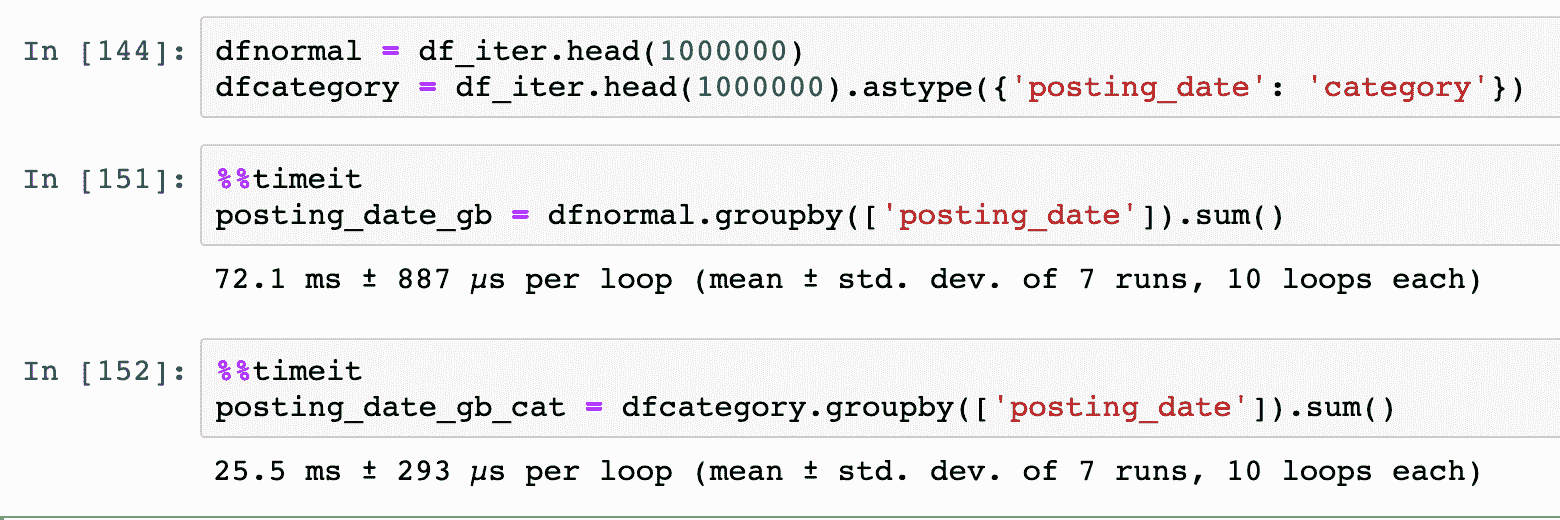 In [144]: dfnormal = df_iter.head(1000000)
dfcategory = df_iter.head(1000000).astype({'posting_date': 'category'})
In [151]: %%timeit
posting_date_gb = dfnormal.groupby(['posting_date']).sum()
72.1 ms ± 887 µs per loop (mean ± std. dev. of 7 runs, 10 loops each)
In [152]: %%timeit
posting_date_gb_cat = dfcategory.groupby(['posting_date']).sum()
25.5 ms ± 293 µs per loop (mean ± std. dev. of 7 runs, 10 loops each)